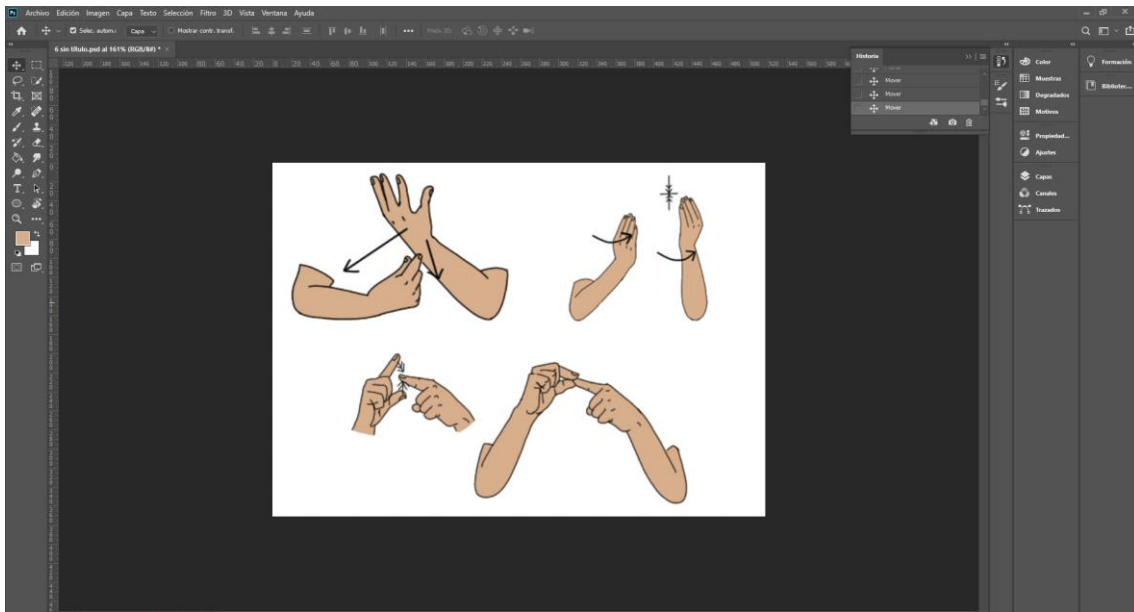 Ps Archivo Edición Imagen Capa Texto Selección Filtro 3D Vista Ventana Ayuda
Selec. autom.: Capa Mostrar contr. transf.
6 sin título.psd al 161% (RGB/8#) * ×
Historia
Mover
Mover
Mover
Color
Muestras
Degradados
Motivos
Propiedad...
Ajustes
Capas
Canales
Trazados
Formación
Bibliotec...